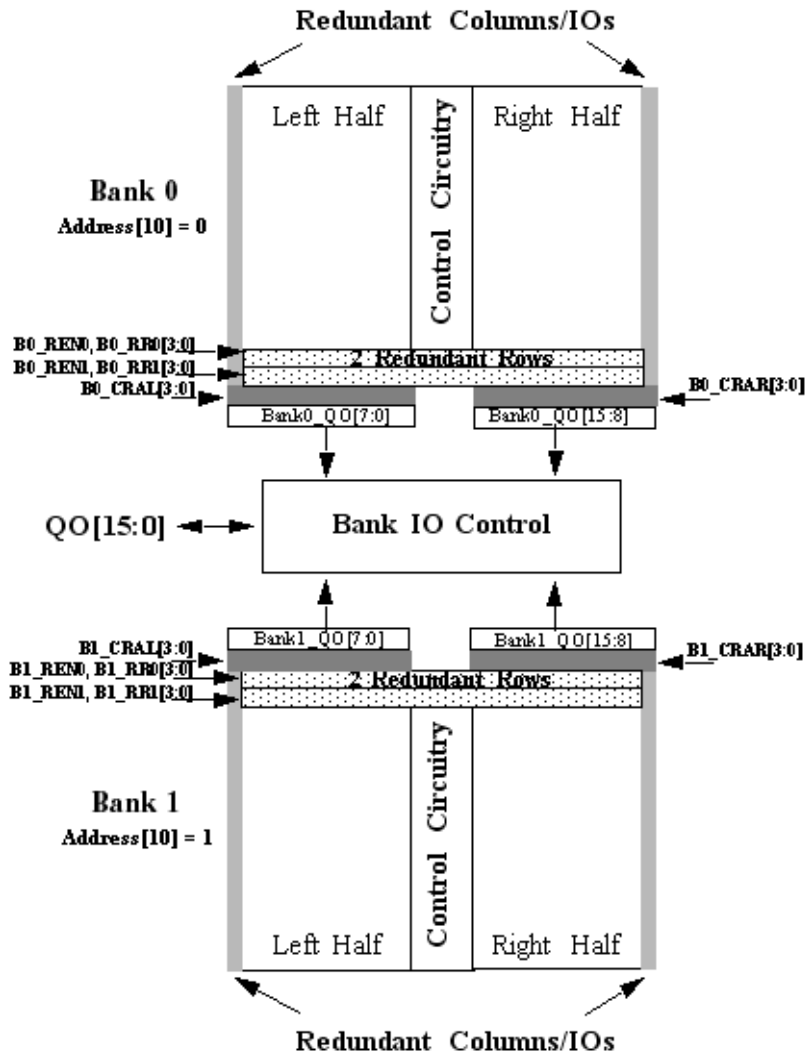 Redundant Columns/IOs
Left Half
Control Circuitry
Right Half
Bank 0
Address[10] = 0
B0_REN0, B0_RR0[3:0]
B0_REN1, B0_RR1[3:0]
2 Redundant Rows
B0_CRAL[3:0]
B0_CRAR[3:0]
Bank0_QO[7:0]
Bank0_QO[15:8]
QO[15:0]
Bank IO Control
Bank1_QO[7:0]
Bank1_QO[15:8]
B1_CRAL[3:0]
B1_CRAR[3:0]
B1_REN0, B1_RR0[3:0]
B1_REN1, B1_RR1[3:0]
2 Redundant Rows
Bank 1
Address[10] = 1
Control Circuitry
Left Half
Right Half
Redundant Columns/IOs